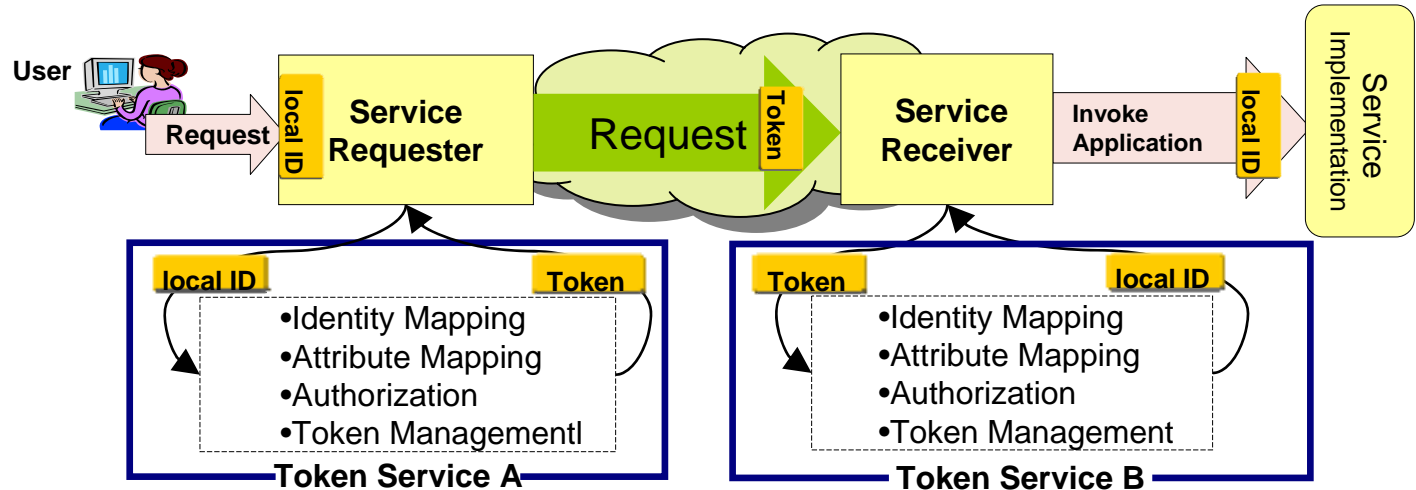 User
Request
local ID
Service
Requester
Request
Token
Service
Receiver
Invoke
Application
local ID
Service
Implementation
local ID
Token
•Identity Mapping
•Attribute Mapping
•Authorization
•Token Managementl
Token Service A
Token
local ID
•Identity Mapping
•Attribute Mapping
•Authorization
•Token Management
Token Service B